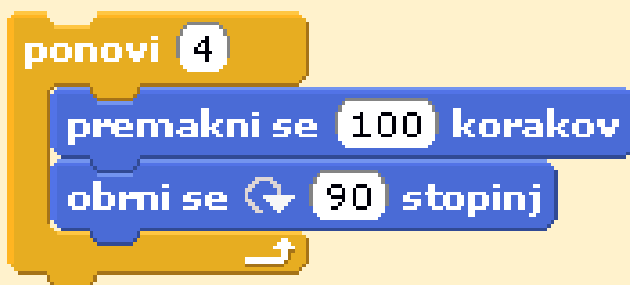 ponovi 4
premakni se 100 korakov
obrni se 90 stopinj